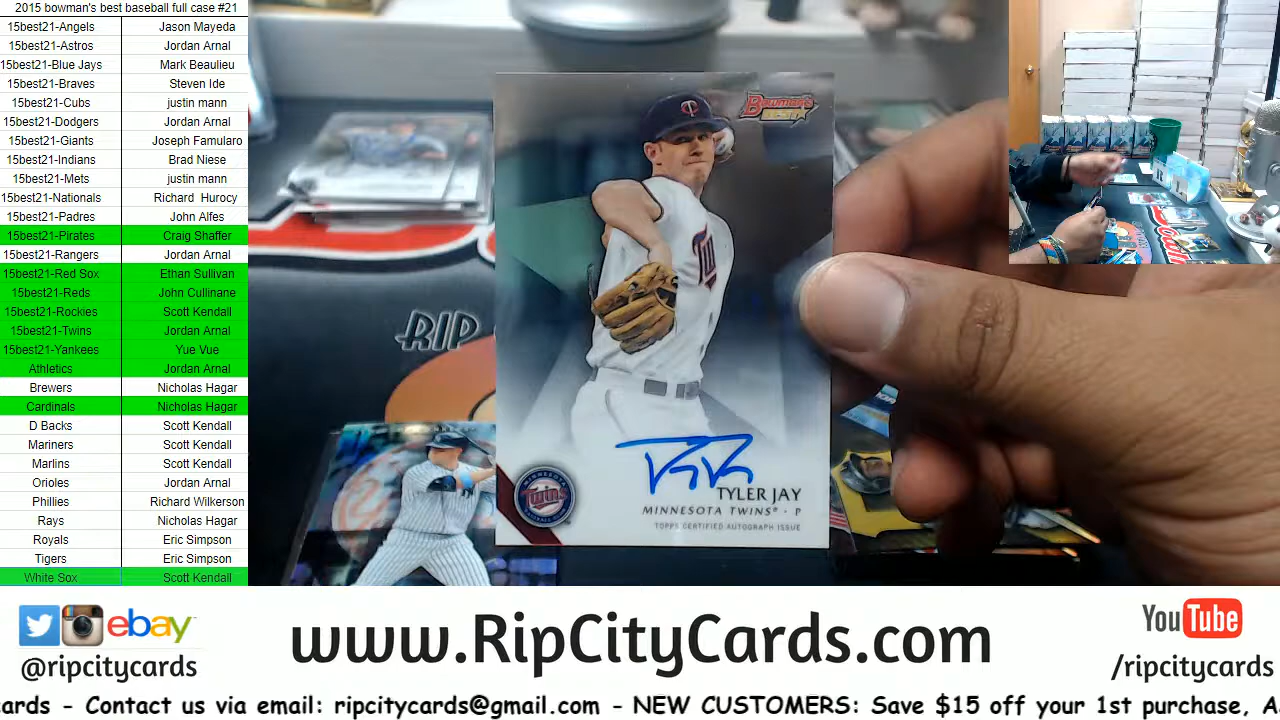 2015 bowman's best baseball full case #21
15best21-Angels Jason Mayeda
15best21-Astros Jordan Arnal
15best21-Blue Jays Mark Beaulieu
15best21-Braves Steven Ide
15best21-Cubs justin mann
15best21-Dodgers Jordan Arnal
15best21-Giants Joseph Famularo
15best21-Indians Brad Niese
15best21-Mets justin mann
15best21-Nationals Richard Hurocy
15best21-Padres John Alfes
15best21-Pirates Craig Shaffer
15best21-Rangers Jordan Arnal
15best21-Red Sox Ethan Sullivan
15best21-Reds John Cullinane
15best21-Rockies Scott Kendall
15best21-Twins Jordan Arnal
15best21-Yankees Yue Vue
Athletics Jordan Arnal
Brewers Nicholas Hagar
Cardinals Nicholas Hagar
D Backs Scott Kendall
Mariners Scott Kendall
Marlins Scott Kendall
Orioles Jordan Arnal
Phillies Richard Wilkerson
Rays Nicholas Hagar
Royals Eric Simpson
Tigers Eric Simpson
White Sox Scott Kendall
BOWMAN'S BEST
RIP
Twins
TYLER JAY
MINNESOTA TWINS® · P
TOPPS CERTIFIED AUTOGRAPH ISSUE
MINNESOTA
Twins
ebay
@ripcitycards
www.RipCityCards.com
YouTube
/ripcitycards
ards - Contact us via email: ripcitycards@gmail.com - NEW CUSTOMERS: Save $15 off your 1st purchase, A